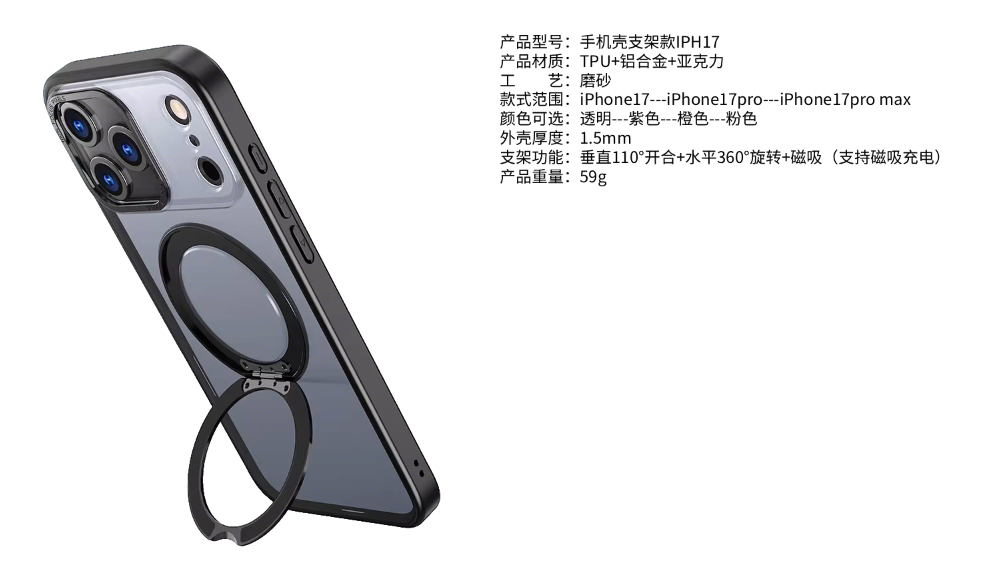 产品型号：手机壳支架款IPH17
产品材质：TPU+铝合金+亚克力
工　　艺：磨砂
款式范围：iPhone17---iPhone17pro---iPhone17pro max
颜色可选：透明---紫色---橙色---粉色
外壳厚度：1.5mm
支架功能：垂直110°开合+水平360°旋转+磁吸（支持磁吸充电）
产品重量：59g